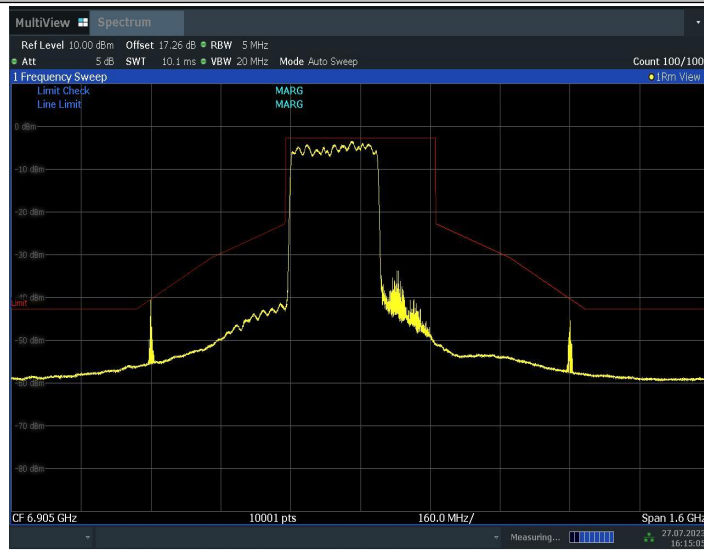 MultiView Spectrum
Ref Level 10.00 dBm Offset 17.26 dB RBW 5 MHz
Att 5 dB SWT 10.1 ms VBW 20 MHz Mode Auto Sweep Count 100/100
1 Frequency Sweep 1Rm View
Limit Check MARG
Line Limit MARG
0 dBm
-10 dBm
-20 dBm
-30 dBm
-40 dBm
Limit
-50 dBm
-60 dBm
-70 dBm
-80 dBm
CF 6.905 GHz 10001 pts 160.0 MHz/ Span 1.6 GHz
Measuring... 27.07.2023
16:15:05